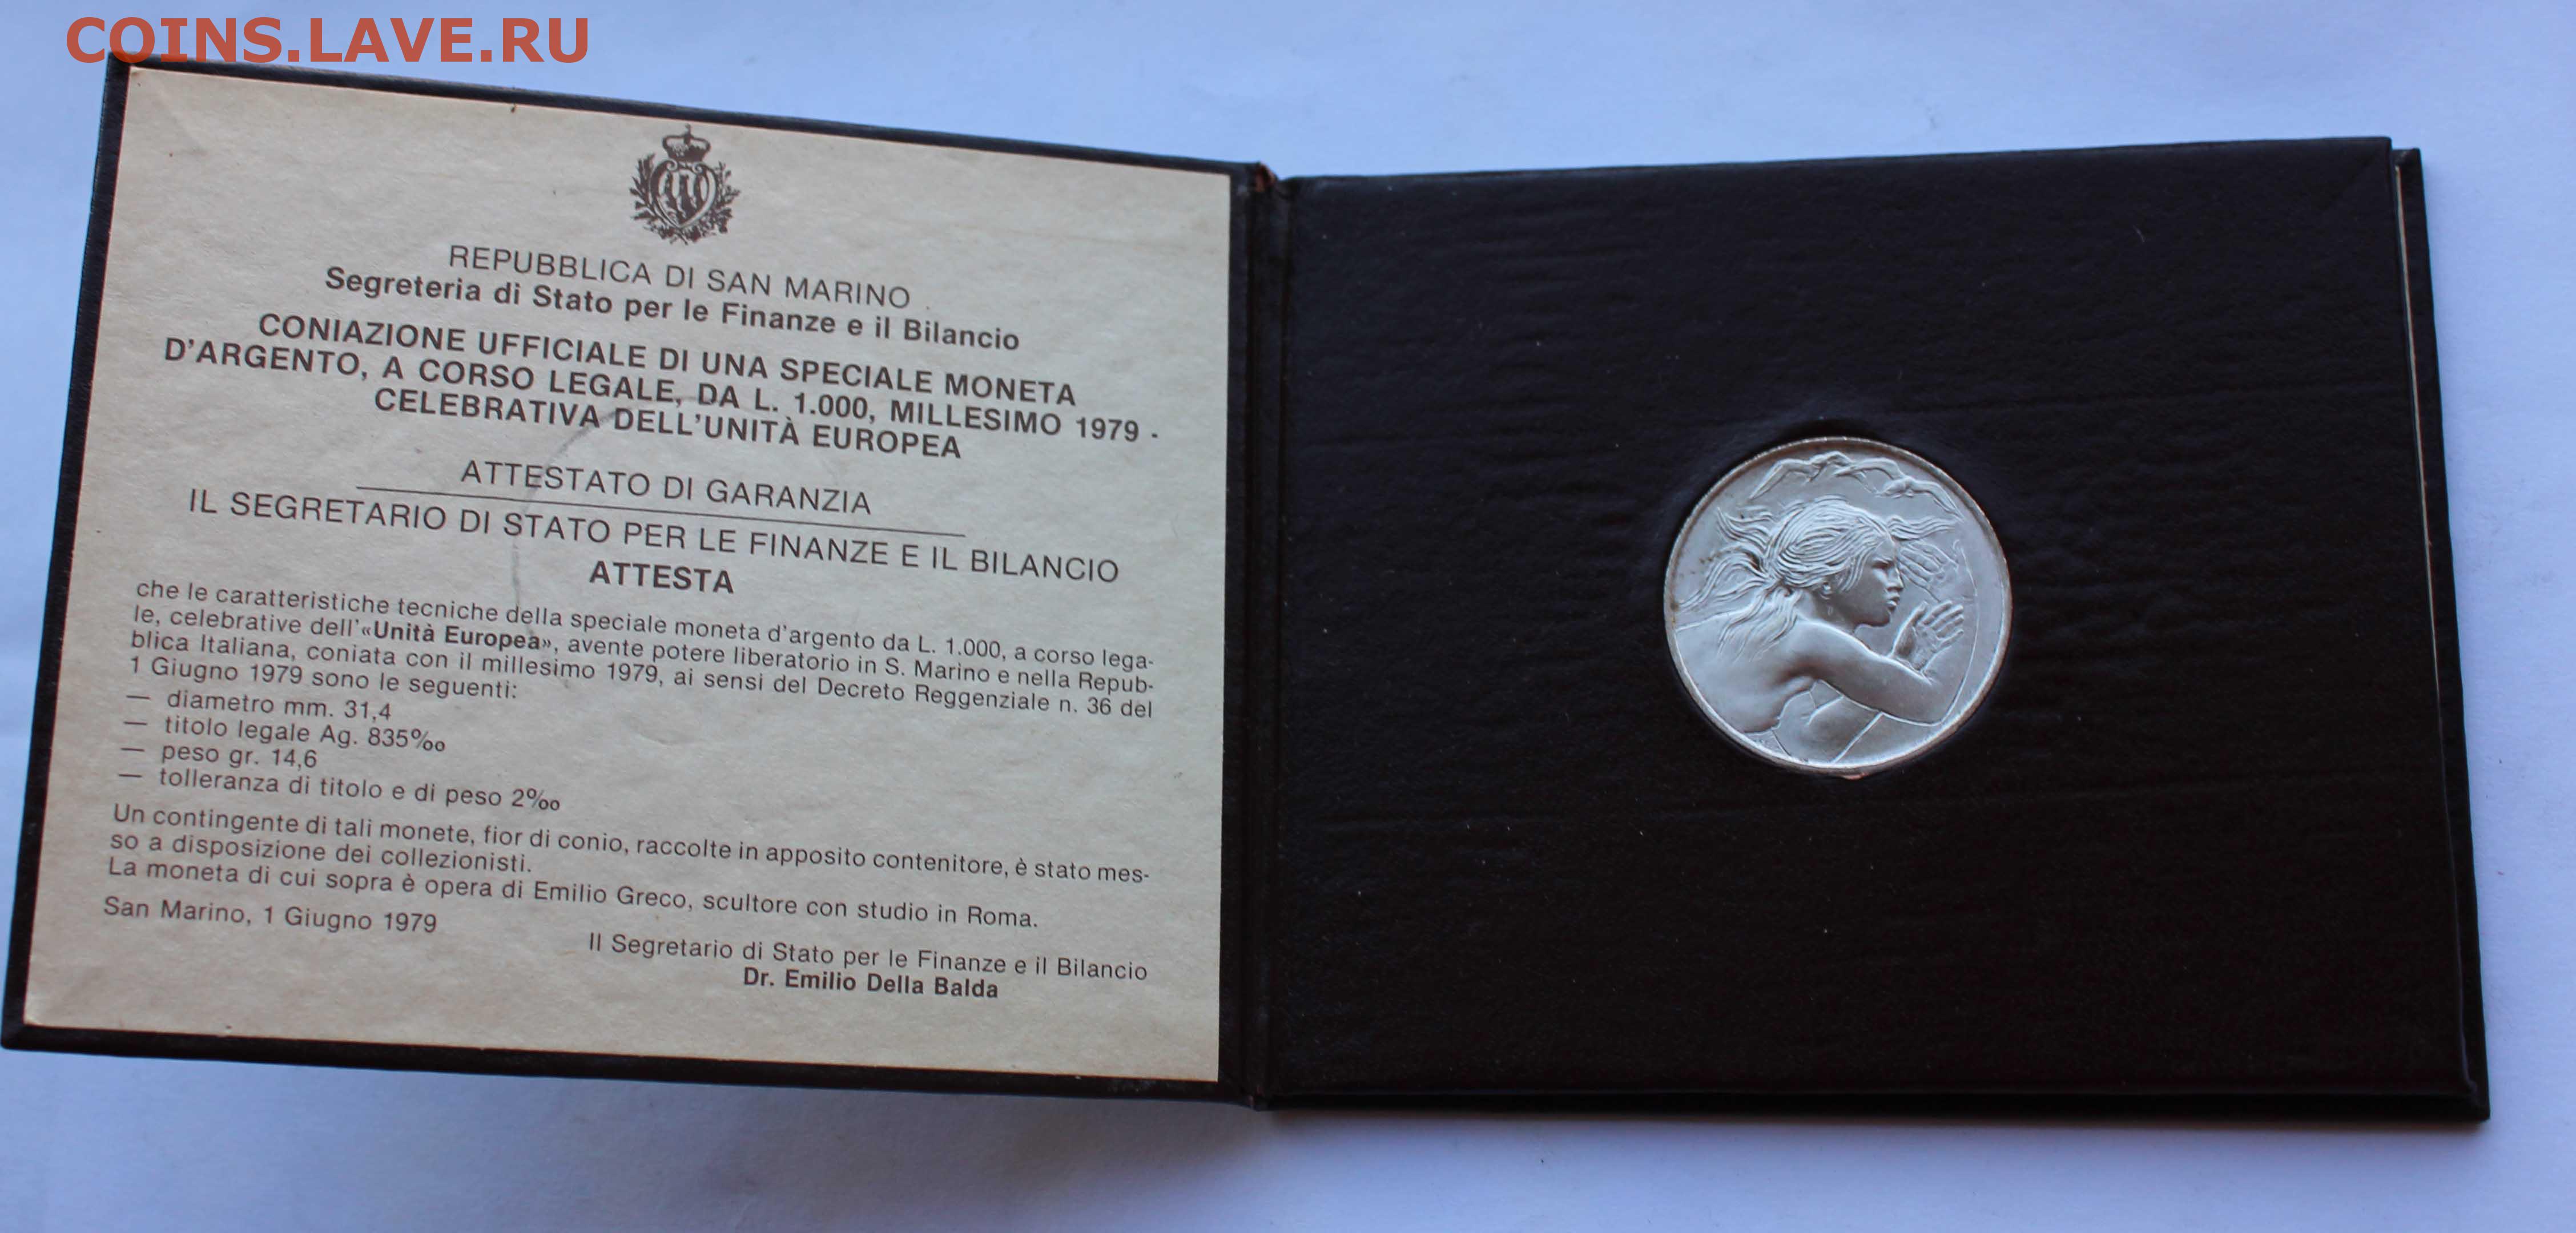 COINS.LAVE.RU
REPUBBLICA DI SAN MARINO
Segreteria di Stato per le Finanze e il Bilancio
CONIAZIONE UFFICIALE DI UNA SPECIALE MONETA
D'ARGENTO, A CORSO LEGALE, DA L. 1.000, MILLESIMO 1979 -
CELEBRATIVA DELL'UNITÀ EUROPEA
ATTESTATO DI GARANZIA
IL SEGRETARIO DI STATO PER LE FINANZE E IL BILANCIO
ATTESTA
che le caratteristiche tecniche della speciale moneta d'argento da L. 1.000, a corso lega-
le, celebrative dell'«Unità Europea», avente potere liberatorio in S. Marino e nella Repub-
blica Italiana, coniata con il millesimo 1979, ai sensi del Decreto Reggenziale n. 36 del
1 Giugno 1979 sono le seguenti:
— diametro mm. 31,4
— titolo legale Ag. 835‰
— peso gr. 14,6
— tolleranza di titolo e di peso 2‰
Un contingente di tali monete, fior di conio, raccolte in apposito contenitore, è stato mes-
so a disposizione dei collezionisti.
La moneta di cui sopra è opera di Emilio Greco, scultore con studio in Roma.
San Marino, 1 Giugno 1979
Il Segretario di Stato per le Finanze e il Bilancio
Dr. Emilio Della Balda